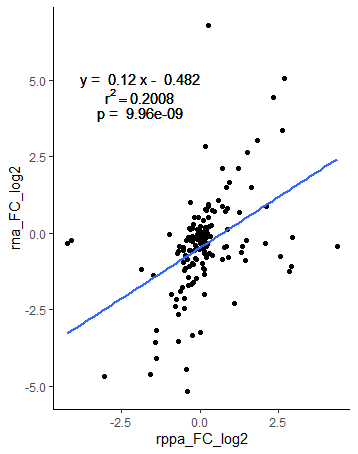 y = 0.12 x - 0.482
r2 = 0.2008
p = 9.96e-09
5.0
2.5
0.0
-2.5
-5.0
rna_FC_log2
-2.5 0.0 2.5
rppa_FC_log2